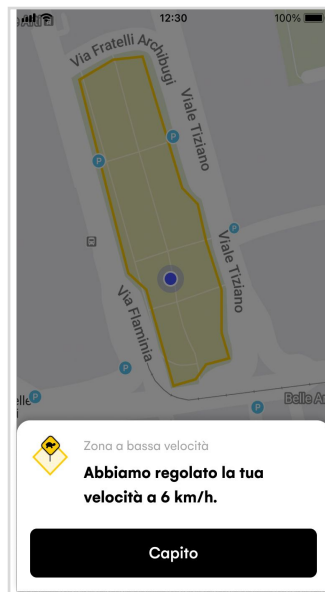 12:30
100%
Via Fratelli Archibugi
Viale Tiziano
P
P
P
Viale Tiziano
Via Flaminia
P
P
P
Belle
Zona a bassa velocità
Abbiamo regolato la tua
velocità a 6 km/h.
Capito